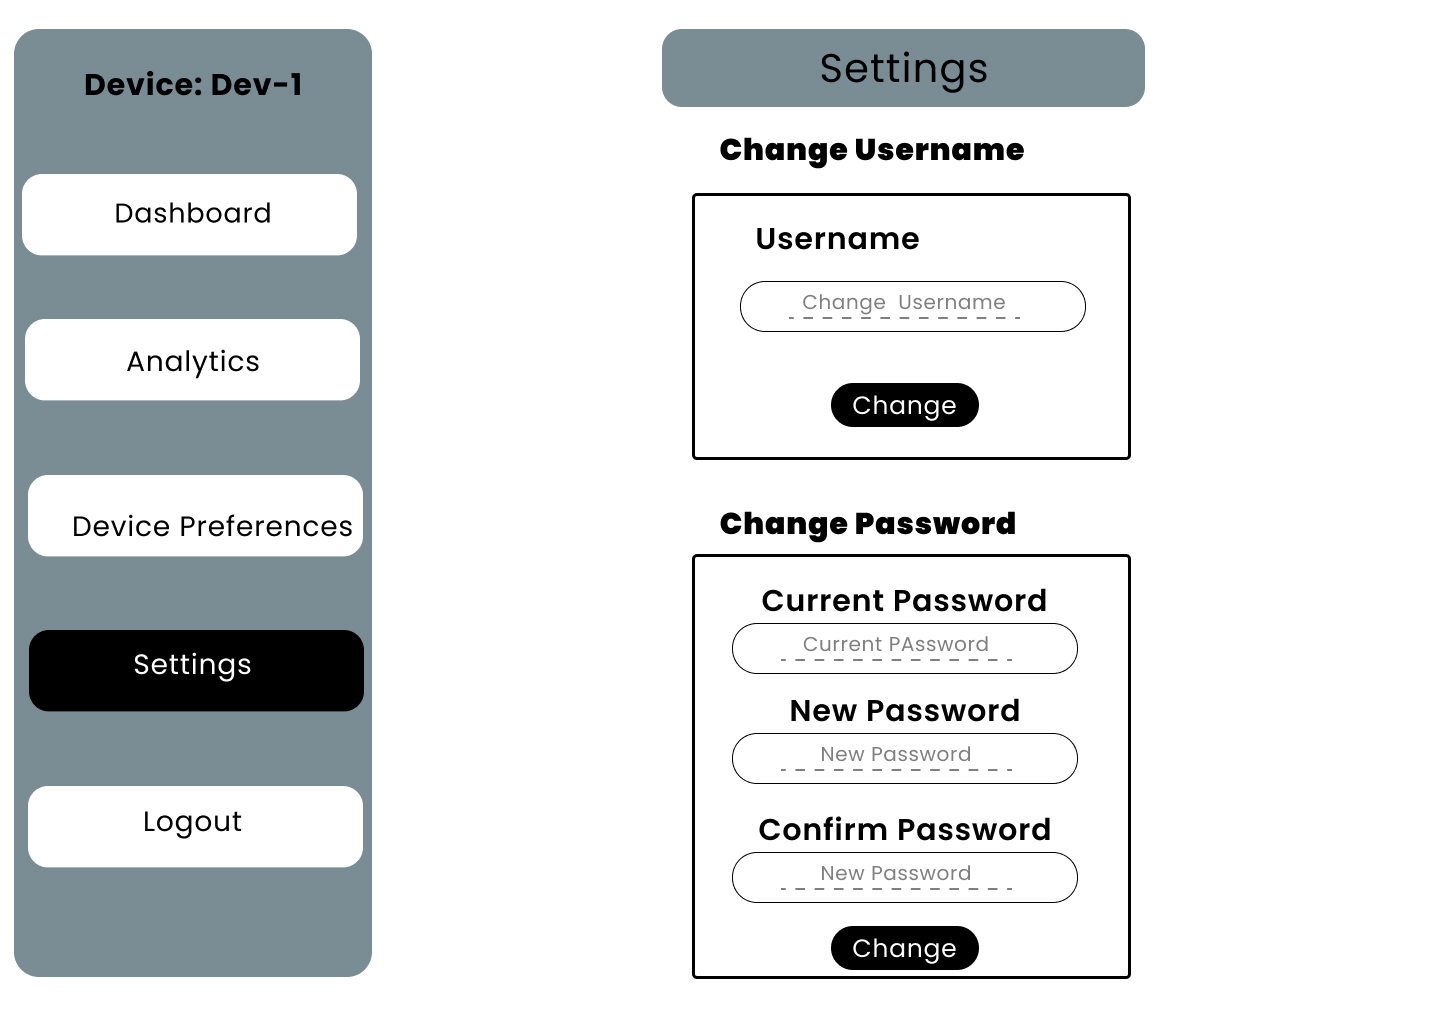 Device: Dev-1
Dashboard
Analytics
Device Preferences
Settings
Logout
Settings
Change Username
Username
Change  Username
Change
Change Password
Current Password
Current PAssword
New Password
New Password
Confirm Password
New Password
Change